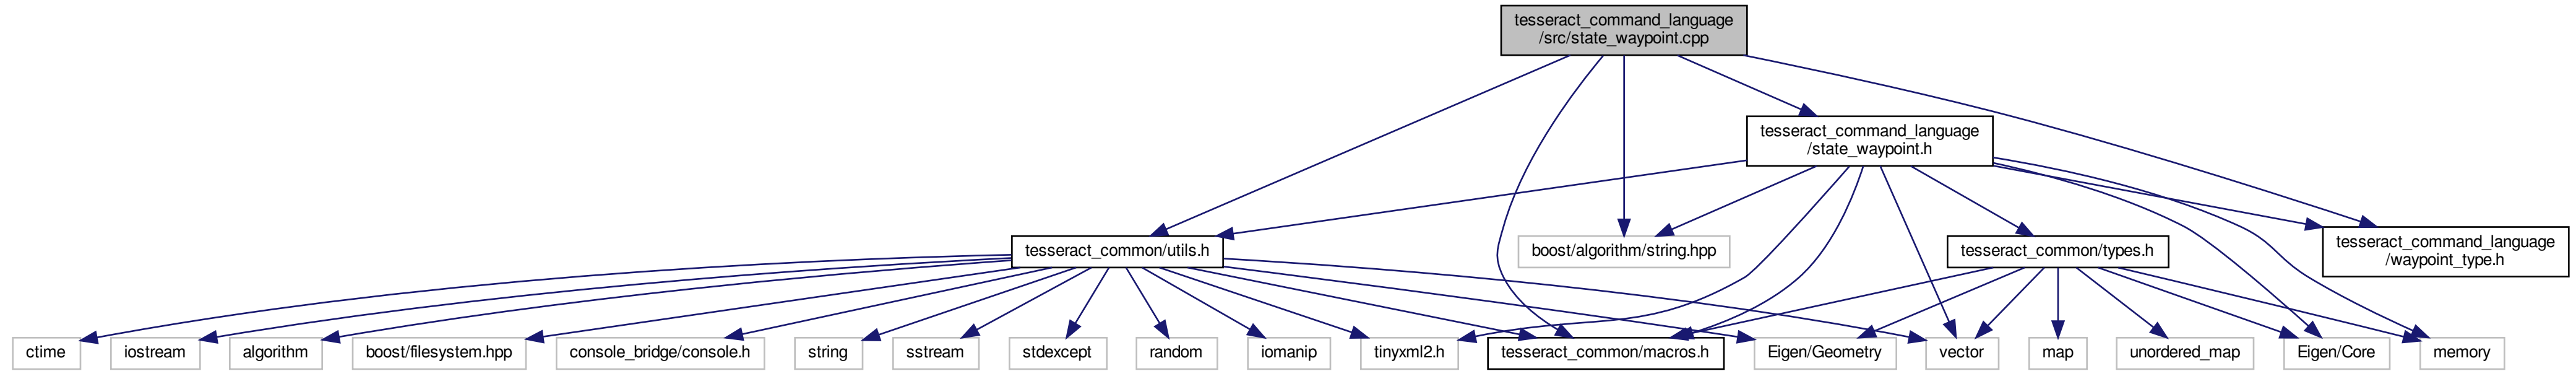 tesseract_command_language
/src/state_waypoint.cpp
tesseract_command_language
/state_waypoint.h
tesseract_common/utils.h
boost/algorithm/string.hpp
tesseract_common/types.h
tesseract_command_language
/waypoint_type.h
ctime
iostream
algorithm
boost/filesystem.hpp
console_bridge/console.h
string
sstream
stdexcept
random
iomanip
tinyxml2.h
tesseract_common/macros.h
Eigen/Geometry
vector
map
unordered_map
Eigen/Core
memory